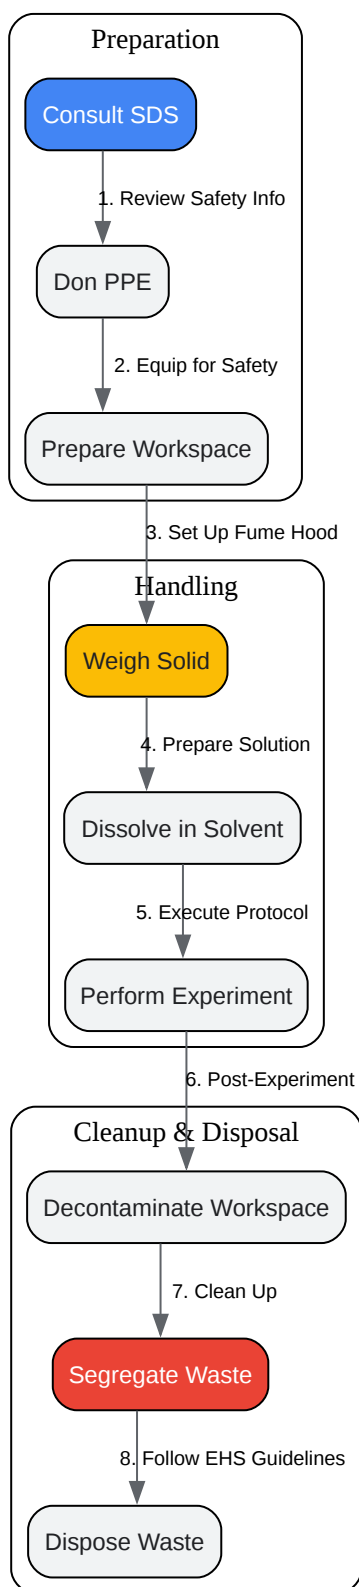 Preparation
Consult SDS
1. Review Safety Info
Don PPE
2. Equip for Safety
Prepare Workspace
3. Set Up Fume Hood
Handling
Weigh Solid
4. Prepare Solution
Dissolve in Solvent
5. Execute Protocol
Perform Experiment
6. Post-Experiment
Cleanup & Disposal
Decontaminate Workspace
7. Clean Up
Segregate Waste
8. Follow EHS Guidelines
Dispose Waste